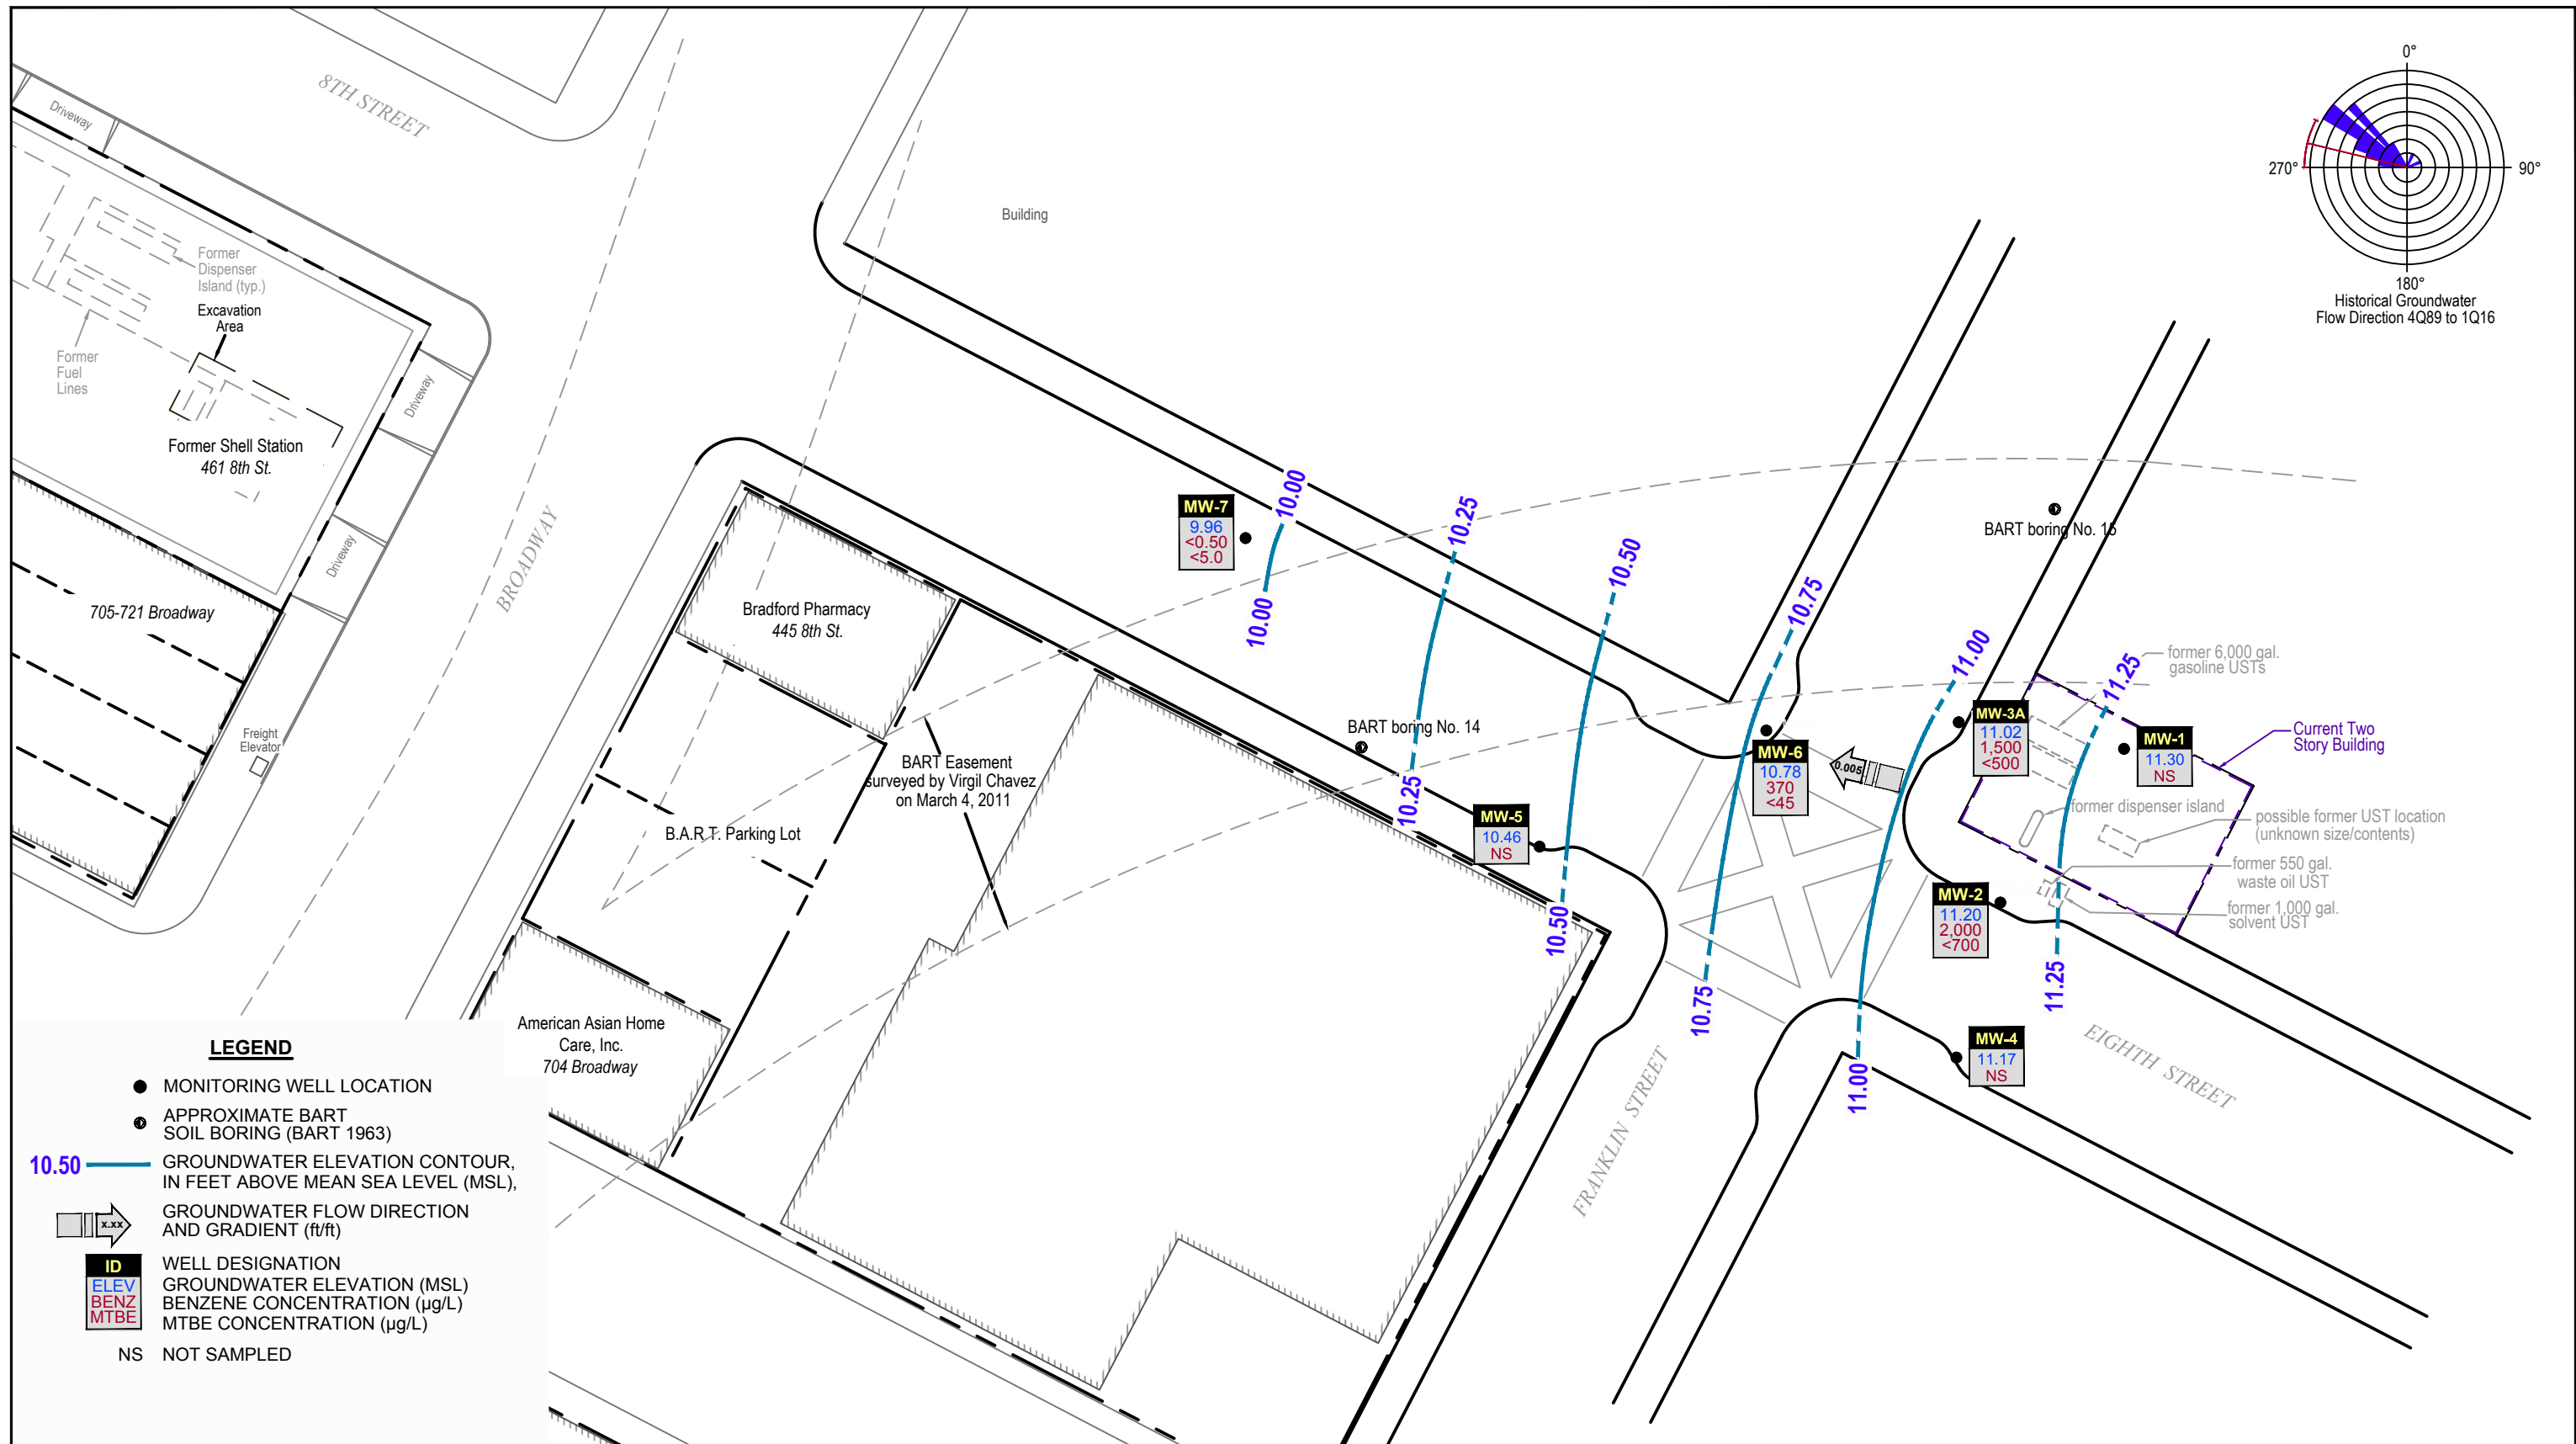 8TH STREET
Driveway
Former
Dispenser
Island (typ.)
Excavation
Area
Former
Fuel
Lines
Former Shell Station
461 8th St.
Driveway
Driveway
705-721 Broadway
BROADWAY
Freight
Elevator
Building
0°
90°
180°
270°
Historical Groundwater
Flow Direction 4Q89 to 1Q16
MW-7
9.96
<0.50
<5.0
10.00
10.00
10.25
10.25
10.50
10.50
10.75
10.75
11.00
11.00
11.25
11.25
Bradford Pharmacy
445 8th St.
BART boring No. 14
BART boring No. 15
BART Easement
surveyed by Virgil Chavez
on March 4, 2011
B.A.R.T. Parking Lot
American Asian Home
Care, Inc.
704 Broadway
MW-5
10.46
NS
MW-6
10.78
370
<45
0.005
MW-3A
11.02
1,500
<500
MW-1
11.30
NS
MW-2
11.20
2,000
<700
MW-4
11.17
NS
former 6,000 gal.
gasoline USTs
Current Two
Story Building
former dispenser island
possible former UST location
(unknown size/contents)
former 550 gal.
waste oil UST
former 1,000 gal.
solvent UST
EIGHTH STREET
FRANKLIN STREET
LEGEND
MONITORING WELL LOCATION
APPROXIMATE BART
SOIL BORING (BART 1963)
10.50 GROUNDWATER ELEVATION CONTOUR,
IN FEET ABOVE MEAN SEA LEVEL (MSL),
x.xx
GROUNDWATER FLOW DIRECTION
AND GRADIENT (ft/ft)
ID WELL DESIGNATION
ELEV GROUNDWATER ELEVATION (MSL)
BENZ BENZENE CONCENTRATION (µg/L)
MTBE MTBE CONCENTRATION (µg/L)
NS NOT SAMPLED